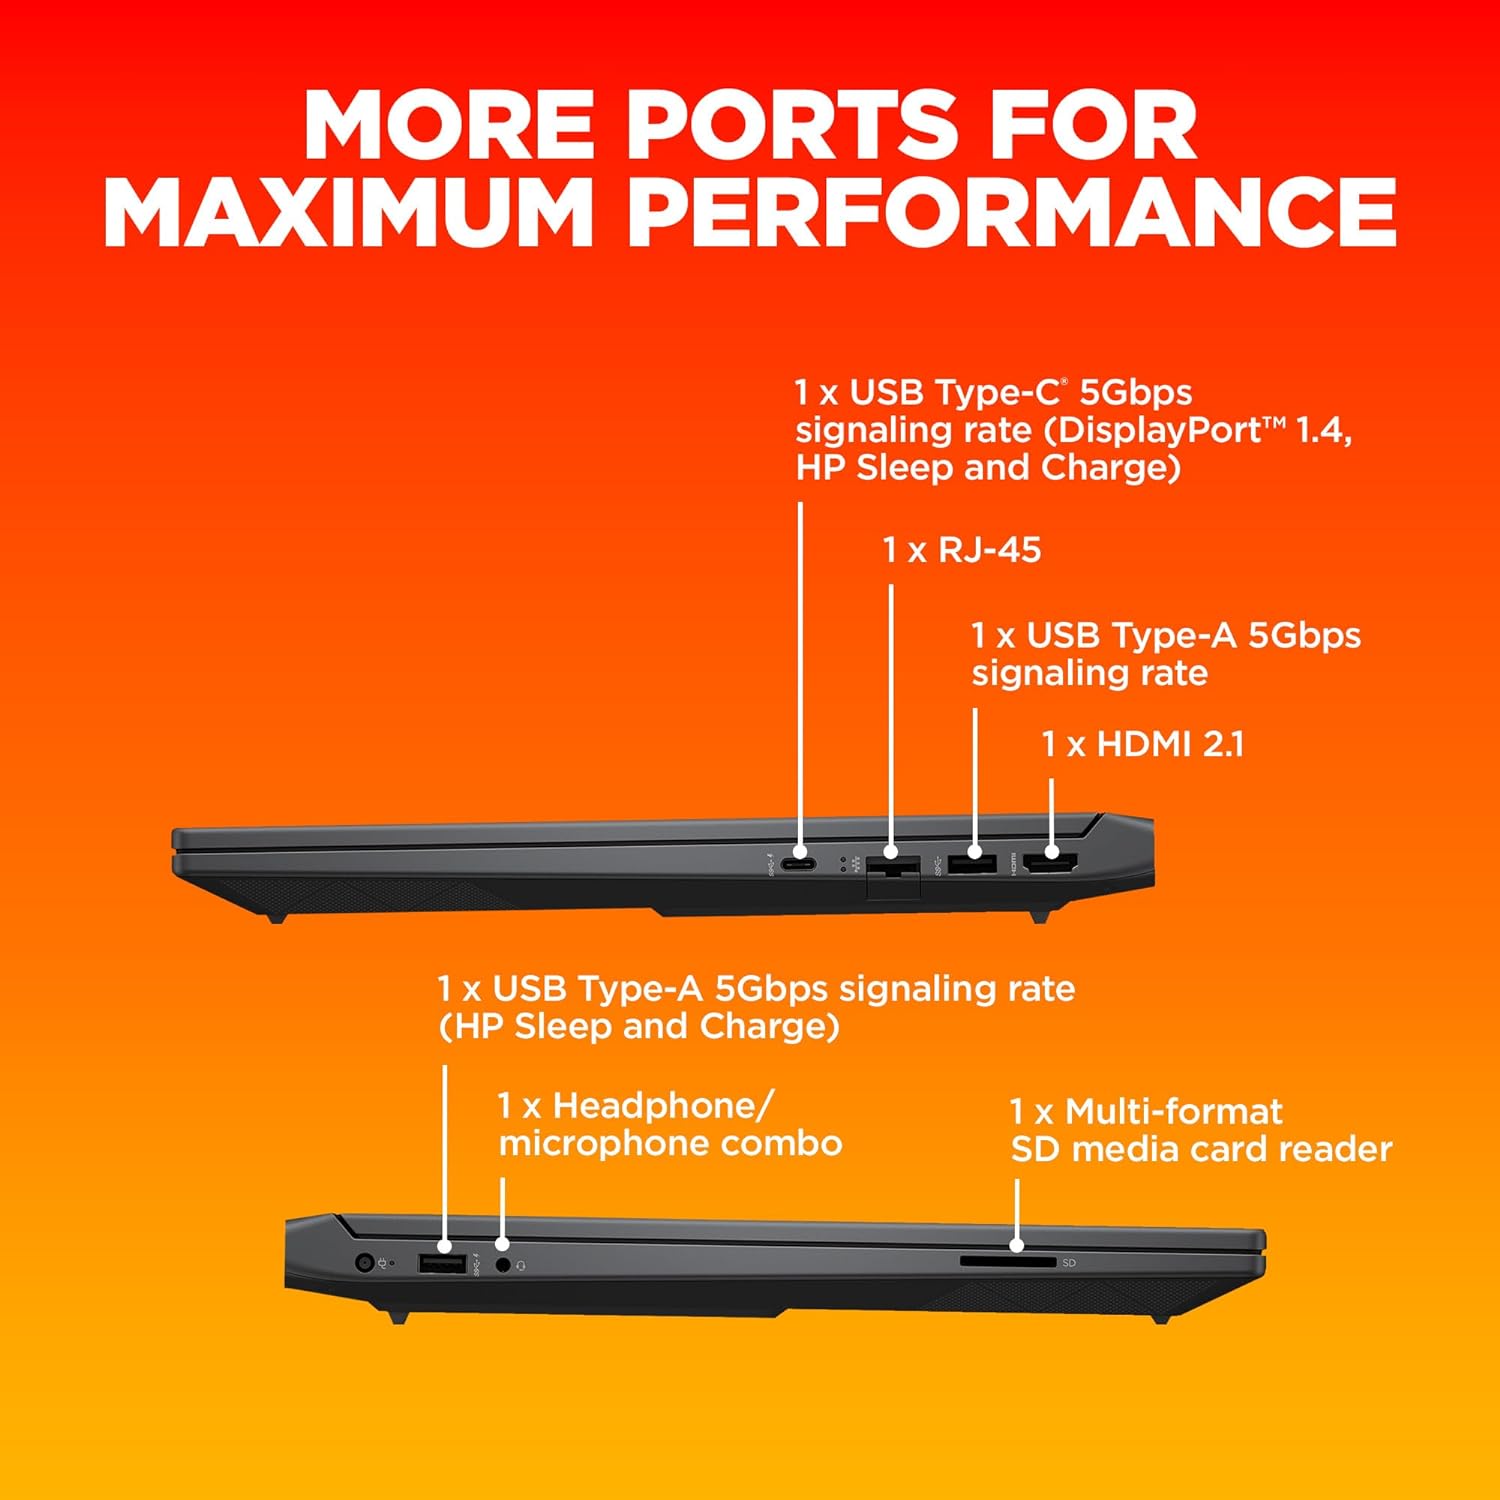 MORE PORTS FOR
MAXIMUM PERFORMANCE
1 x USB Type-C® 5Gbps
signaling rate (DisplayPort™ 1.4,
HP Sleep and Charge)
1 x RJ-45
1 x USB Type-A 5Gbps
signaling rate
1 x HDMI 2.1
HDMI
1 x USB Type-A 5Gbps signaling rate
(HP Sleep and Charge)
1 x Headphone/
microphone combo
1 x Multi-format
SD media card reader
SD